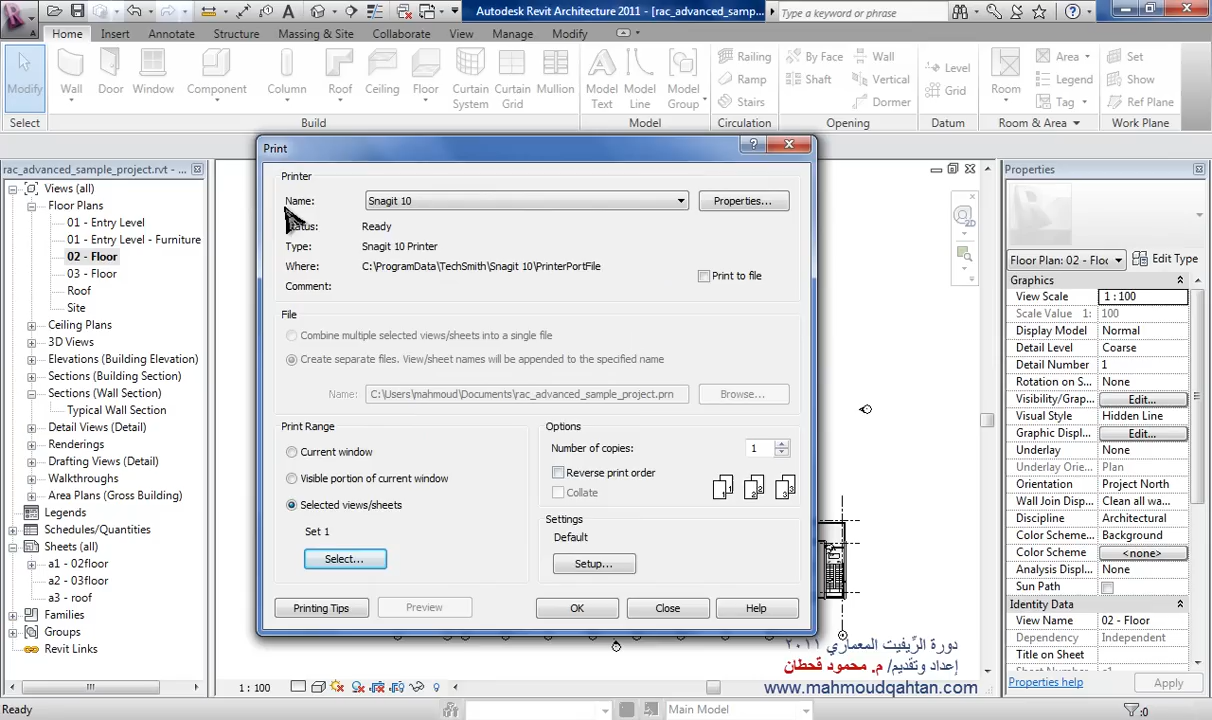 Autodesk Revit Architecture 2011 - [rac_advanced_samp...
Type a keyword or phrase
Home Insert Annotate Structure Massing & Site Collaborate View Manage Modify
Modify
Wall
Door
Window
Component
Column
Roof
Ceiling
Floor
Curtain System
Curtain Grid
Mullion
Model Text
Model Line
Model Group
Railing
Ramp
Stairs
By Face
Shaft
Wall
Vertical
Dormer
Level
Grid
Room
Area
Legend
Tag
Set
Show
Ref Plane
Select Build Model Circulation Opening Datum Room & Area Work Plane
rac_advanced_sample_project.rvt - ...
Views (all)
Floor Plans
01 - Entry Level
01 - Entry Level - Furniture
02 - Floor
03 - Floor
Roof
Site
Ceiling Plans
3D Views
Elevations (Building Elevation)
Sections (Building Section)
Sections (Wall Section)
Typical Wall Section
Detail Views (Detail)
Renderings
Drafting Views (Detail)
Walkthroughs
Area Plans (Gross Building)
Legends
Schedules/Quantities
Sheets (all)
a1 - 02floor
a2 - 03floor
a3 - roof
Families
Groups
Revit Links
Print
Printer
Name: Snagit 10 Properties...
Status: Ready
Type: Snagit 10 Printer
Where: C:\ProgramData\TechSmith\Snagit 10\PrinterPortFile
Comment:
Print to file
File
Combine multiple selected views/sheets into a single file
Create separate files. View/sheet names will be appended to the specified name
Name: C:\Users\mahmoud\Documents\rac_advanced_sample_project.prn Browse...
Print Range
Current window
Visible portion of current window
Selected views/sheets
Set 1
Select...
Options
Number of copies: 1
Reverse print order
Collate
1 1 2 2 3 3
Settings
Default
Setup...
Printing Tips Preview OK Close Help
Properties
Floor Plan: 02 - Floo Edit Type
Graphics
View Scale 1 : 100
Scale Value 1: 100
Display Model Normal
Detail Level Coarse
Detail Number 1
Rotation on S... None
Visibility/Grap... Edit...
Visual Style Hidden Line
Graphic Displ... Edit...
Underlay None
Underlay Orie... Plan
Orientation Project North
Wall Join Displ... Clean all wa...
Discipline Architectural
Color Scheme... Background
Color Scheme <none>
Analysis Displ... None
Sun Path
Identity Data
View Name 02 - Floor
Dependency Independent
Title on Sheet
Properties help Apply
دورة الرِّيفيت المعماري ٢٠١١
إعداد وتقديم/ م. محمود قحطان
www.mahmoudqahtan.com
1 : 100
Ready
Main Model
:0